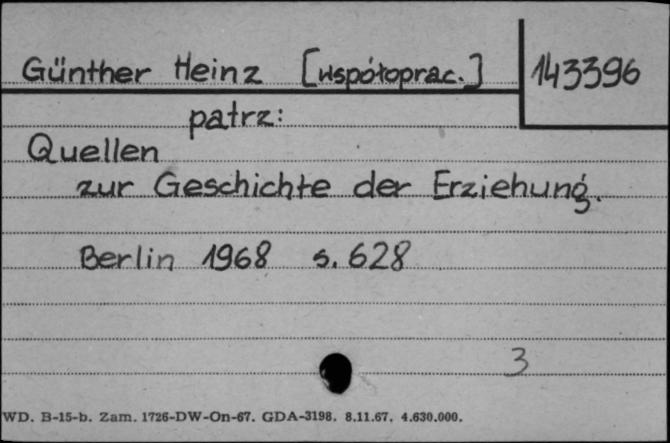 Günther Heinz [współoprac.] 143396
patrz:
Quellen
zur Geschichte der Erziehung.
Berlin 1968 s. 628
3
WD. B-15-b. Zam. 1726-DW-On-67. GDA-3198. 8.11.67. 4.630.000.